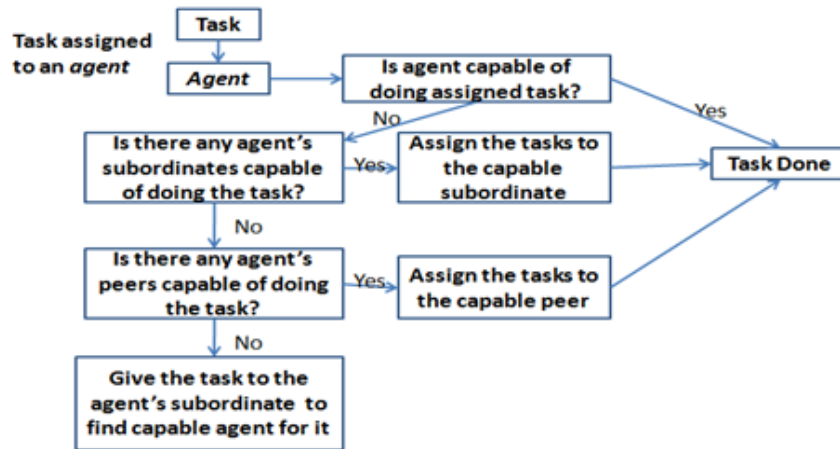 Task
Task assigned
to an agent
Agent
Is agent capable of
doing assigned task?
No
Yes
Is there any agent's
subordinates capable
of doing the task?
Yes
Assign the tasks to
the capable
subordinate
Task Done
No
Is there any agent's
peers capable of doing
the task?
Yes
Assign the tasks to
the capable peer
No
Give the task to the
agent's subordinate to
find capable agent for it